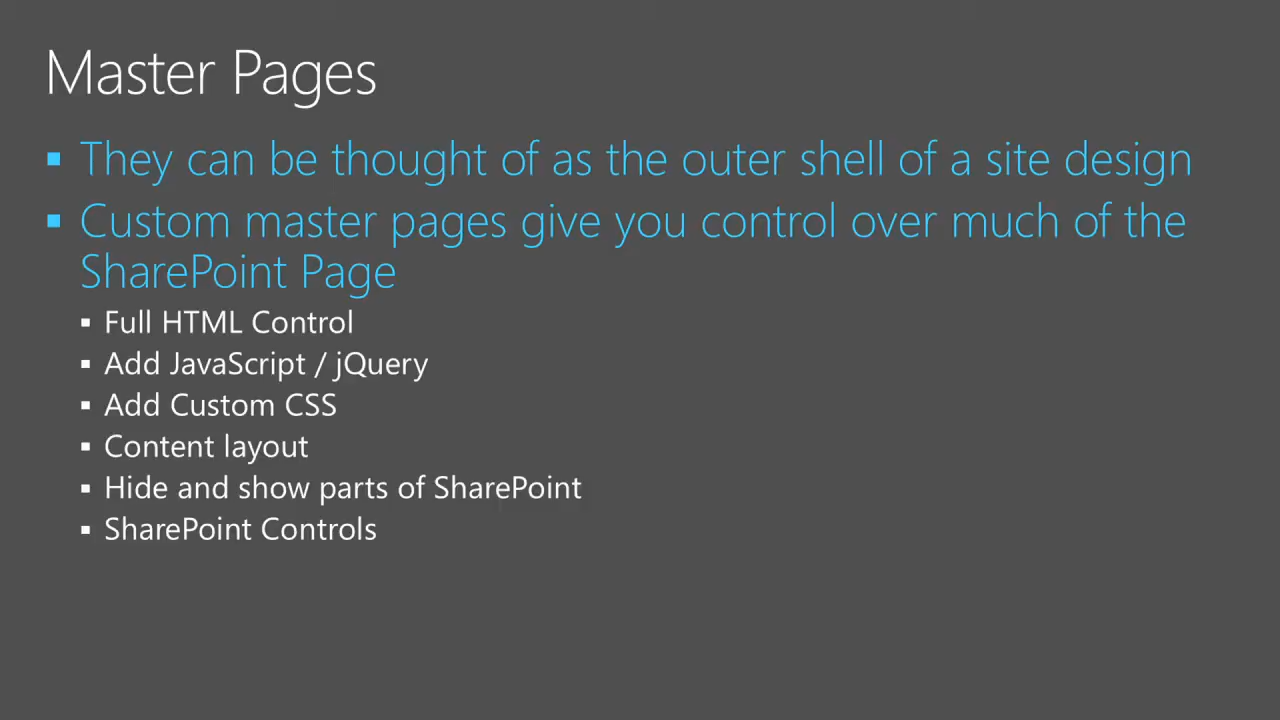 Master Pages
▪ They can be thought of as the outer shell of a site design
▪ Custom master pages give you control over much of the
SharePoint Page
▪ Full HTML Control
▪ Add JavaScript / jQuery
▪ Add Custom CSS
▪ Content layout
▪ Hide and show parts of SharePoint
▪ SharePoint Controls